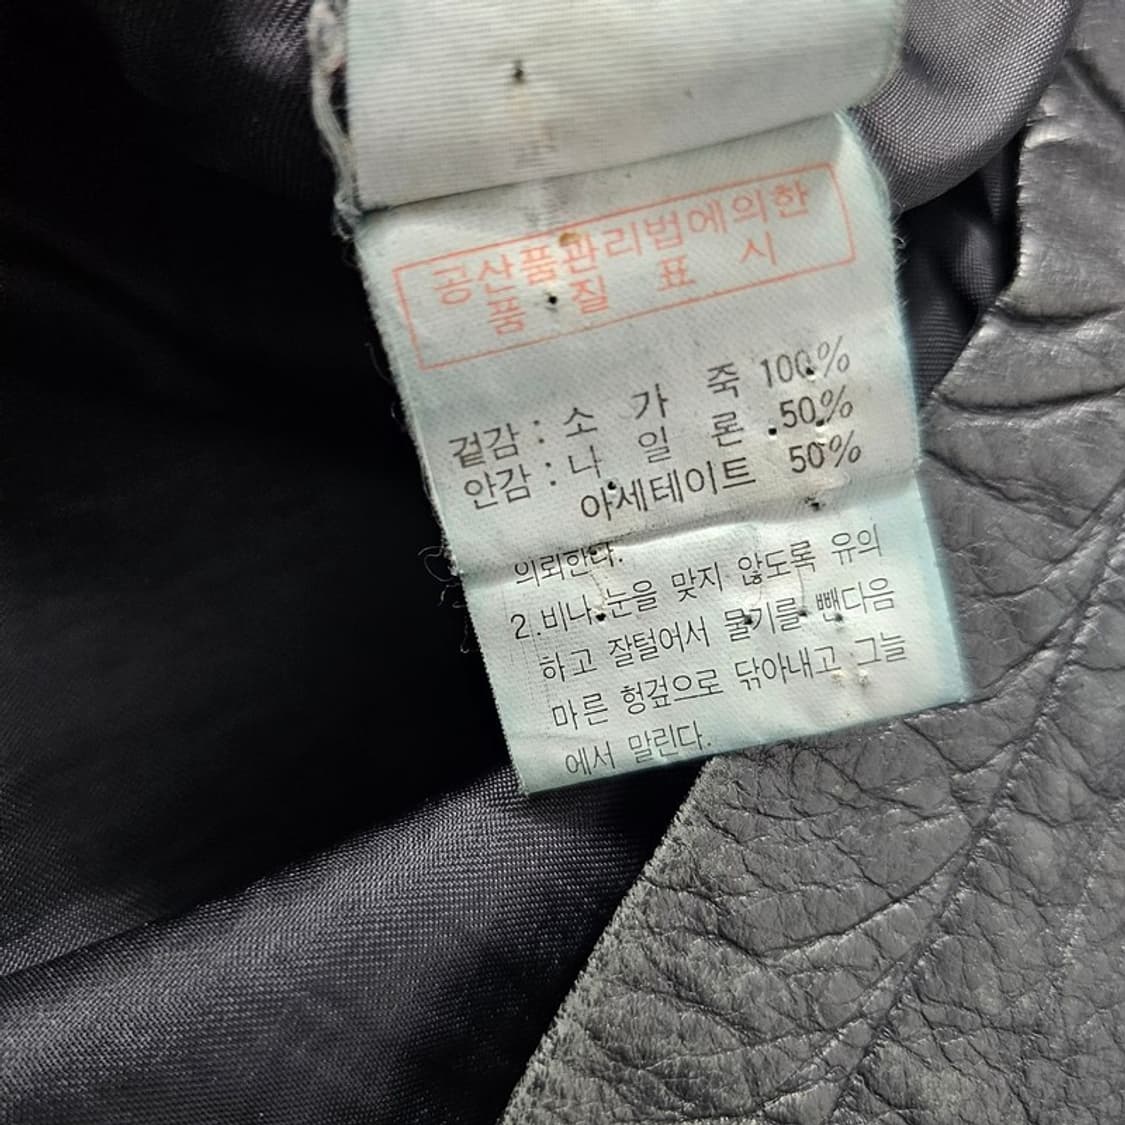 공산품관리법에의한
품 질 표 시
겉감 : 소 가 죽 100%
안감 : 나 일 론 50%
아세테이트 50%
의뢰한다.
2. 비나 눈을 맞지 않도록 유의
하고 잘털어서 물기를 뺀다음
마른 헝겊으로 닦아내고 그늘
에서 말린다.